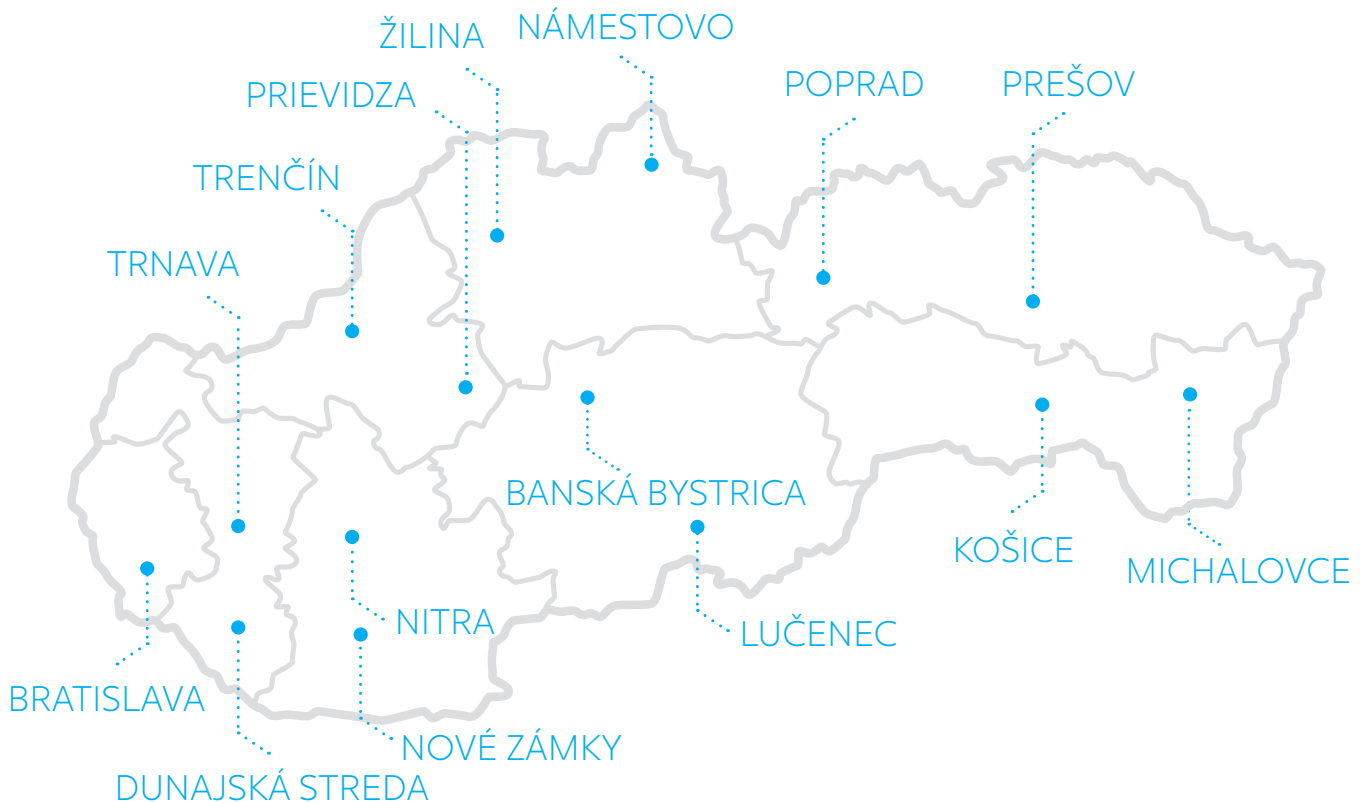 NÁMESTOVO
ŽILINA
POPRAD
PREŠOV
PRIEVIDZA
TRENČÍN
TRNAVA
BANSKÁ BYSTRICA
KOŠICE
MICHALOVCE
NITRA
LUČENEC
BRATISLAVA
NOVÉ ZÁMKY
DUNAJSKÁ STREDA